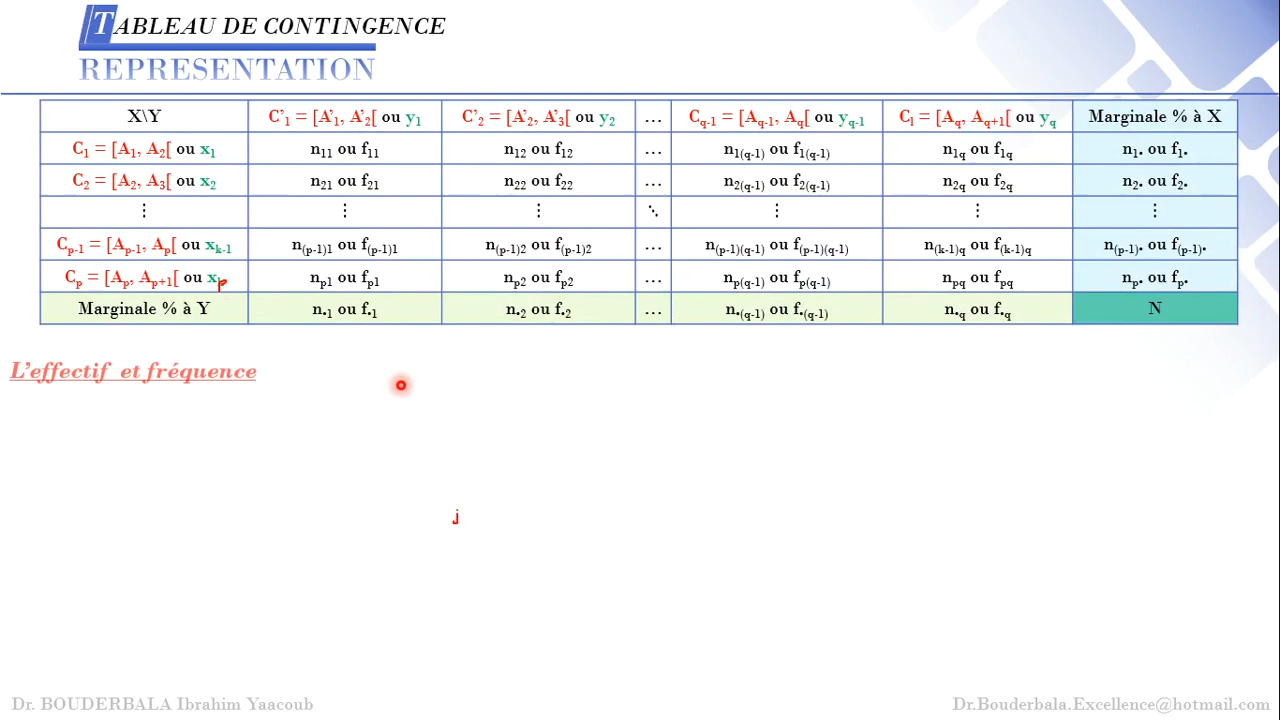 TABLEAU DE CONTINGENCE
REPRESENTATION
X\Y C'1 = [A'1, A'2[ ou y1 C'2 = [A'2, A'3[ ou y2 … Cq-1 = [Aq-1, Aq[ ou yq-1 Cl = [Aq, Aq+1[ ou yq Marginale % à X
C1 = [A1, A2[ ou x1 n11 ou f11 n12 ou f12 … n1(q-1) ou f1(q-1) n1q ou f1q n1• ou f1•
C2 = [A2, A3[ ou x2 n21 ou f21 n22 ou f22 … n2(q-1) ou f2(q-1) n2q ou f2q n2• ou f2•
⋮ ⋮ ⋮ ⋱ ⋮ ⋮ ⋮
Cp-1 = [Ap-1, Ap[ ou xk-1 n(p-1)1 ou f(p-1)1 n(p-1)2 ou f(p-1)2 … n(p-1)(q-1) ou f(p-1)(q-1) n(k-1)q ou f(k-1)q n(p-1)• ou f(p-1)•
Cp = [Ap, Ap+1[ ou xp np1 ou fp1 np2 ou fp2 … np(q-1) ou fp(q-1) npq ou fpq np• ou fp•
Marginale % à Y n•1 ou f•1 n•2 ou f•2 … n•(q-1) ou f•(q-1) n•q ou f•q N
L'effectif et fréquence
j
Dr. BOUDERBALA Ibrahim Yaacoub
Dr.Bouderbala.Excellence@hotmail.com